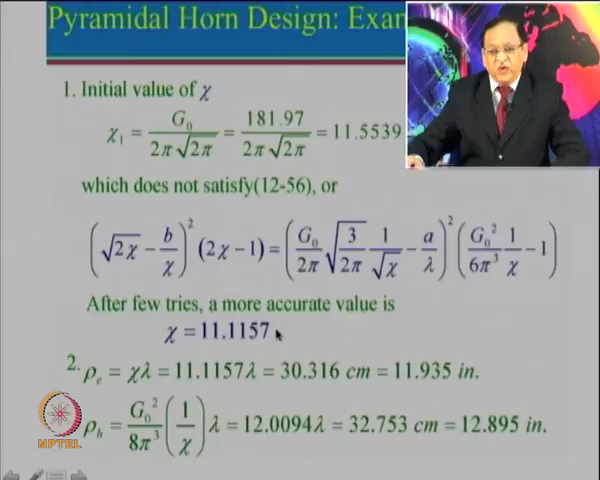 Pyramidal Horn Design: Exam
1. Initial value of χ
χ₁ = G₀ / (2π√(2π)) = 181.97 / (2π√(2π)) = 11.5539
which does not satisfy(12-56), or
(√(2χ) − b/χ)² (2χ − 1) = (G₀/(2π) √(3/(2π)) 1/√χ − a/λ)² (G₀²/(6π³) 1/χ − 1)
After few tries, a more accurate value is
χ = 11.1157
2. ρₑ = χλ = 11.1157λ = 30.316 cm = 11.935 in.
ρₕ = G₀²/(8π³) (1/χ) λ = 12.0094λ = 32.753 cm = 12.895 in.
NPTEL